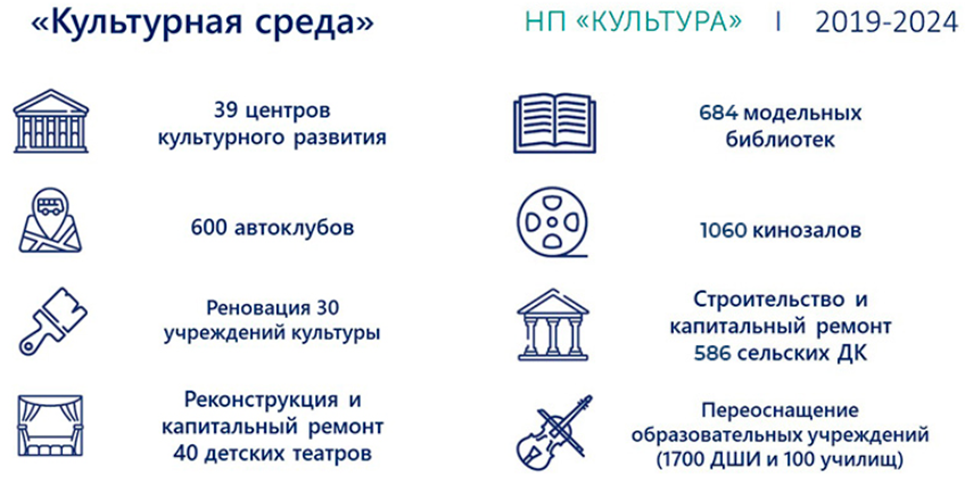 «Культурная среда»
НП «КУЛЬТУРА» | 2019-2024
39 центров
культурного развития
684 модельных
библиотек
600 автоклубов
1060 кинозалов
Реновация 30
учреждений культуры
Строительство и
капитальный ремонт
586 сельских ДК
Реконструкция и
капитальный ремонт
40 детских театров
Переоснащение
образовательных учреждений
(1700 ДШИ и 100 училищ)